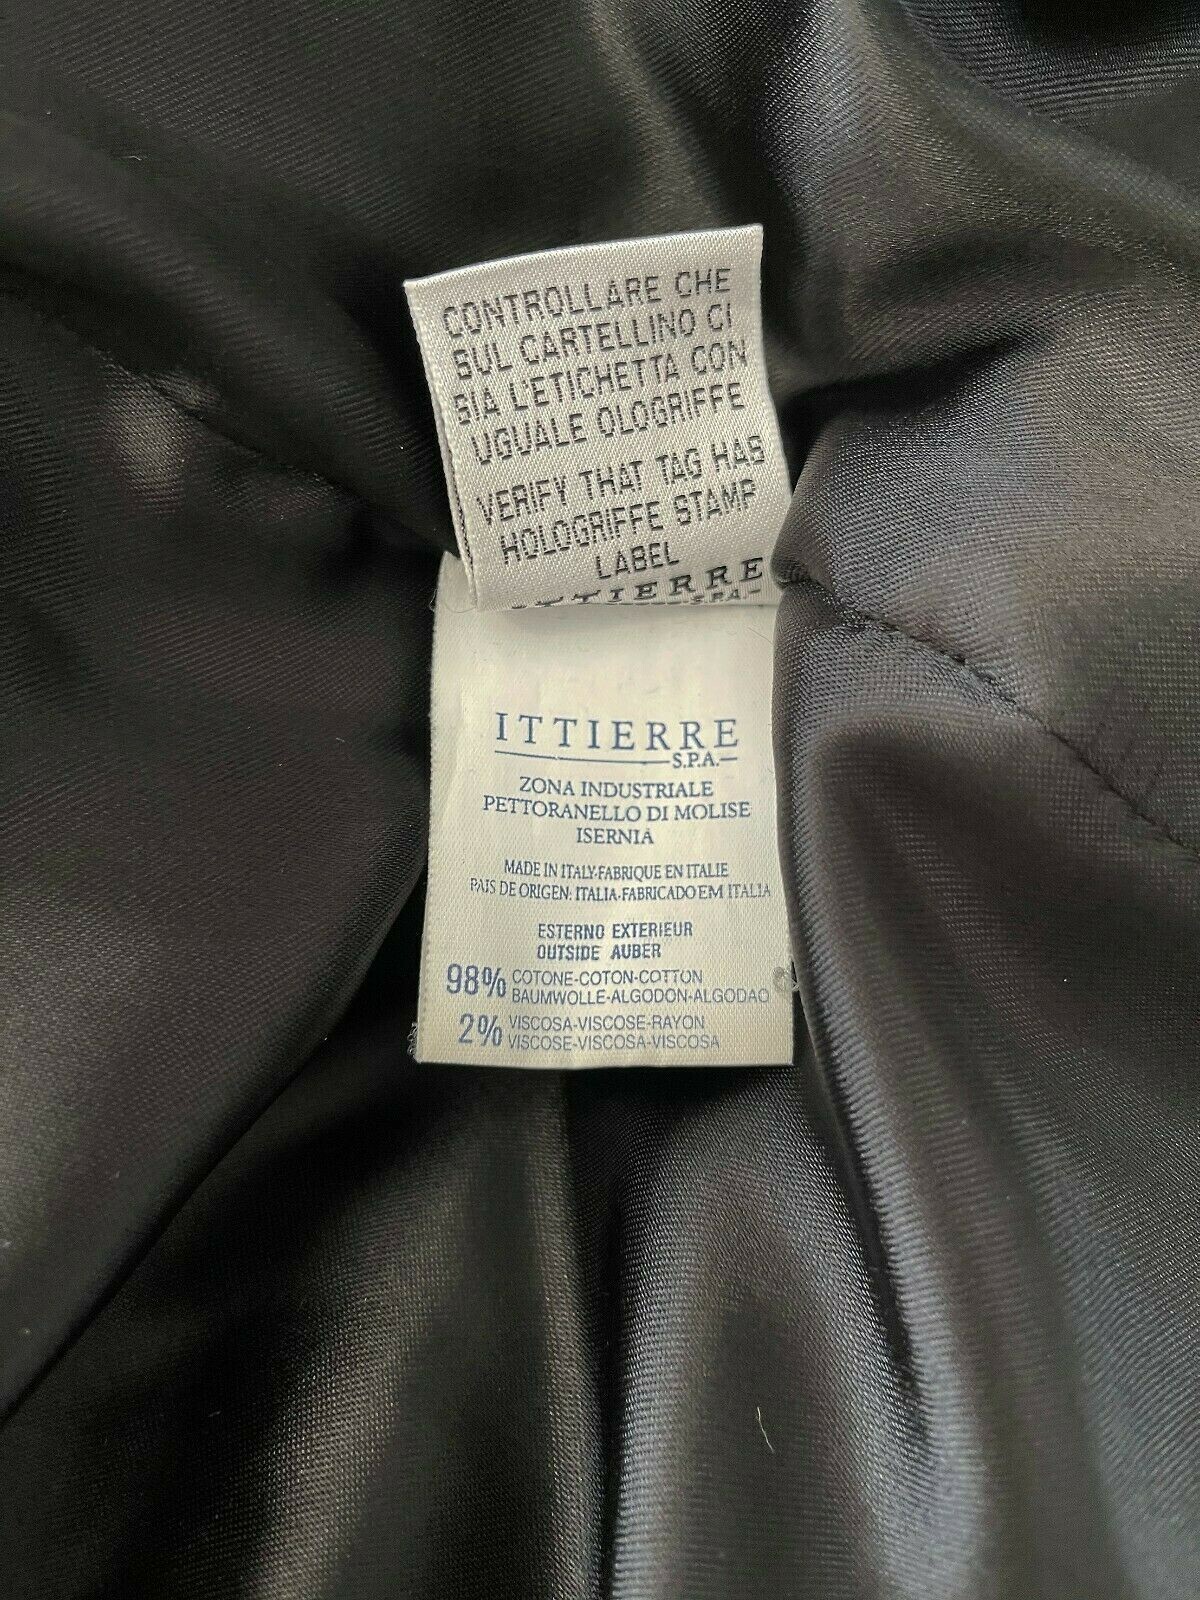 CONTROLLARE CHE
SUL CARTELLINO CI
SIA L'ETICHETTA CON
UGUALE OLOGRIFFE
VERIFY THAT TAG HAS
HOLOGRIFFE STAMP
LABEL
ITTIERRE
S.P.A.
ITTIERRE
S.P.A.
ZONA INDUSTRIALE
PETTORANELLO DI MOLISE
ISERNIA
MADE IN ITALY-FABRIQUE EN ITALIE
PAIS DE ORIGEN: ITALIA-FABRICADO EM ITALIA
ESTERNO EXTERIEUR
OUTSIDE AUBER
98% COTONE-COTON-COTTON
BAUMWOLLE-ALGODON-ALGODAO
2% VISCOSA-VISCOSE-RAYON
VISCOSE-VISCOSA-VISCOSA